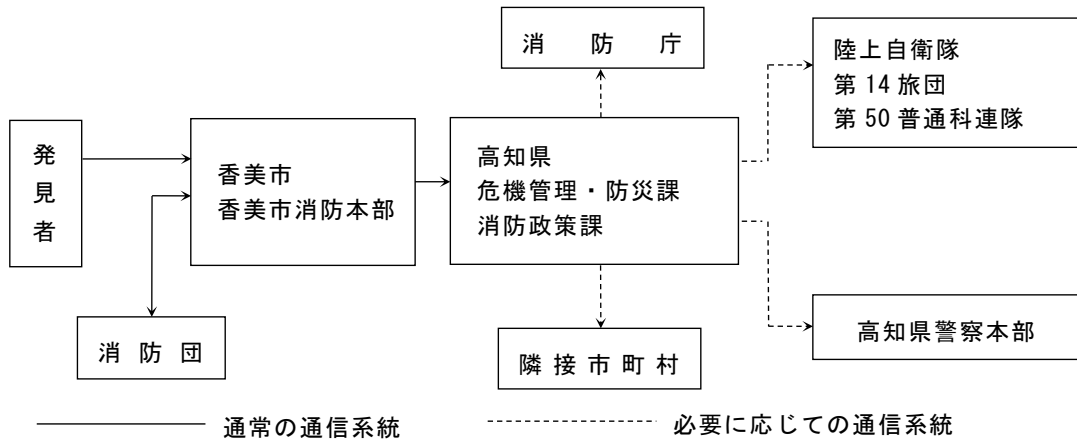 消防庁
陸上自衛隊
第14旅団
第50普通科連隊
発見者
香美市
香美市消防本部
高知県
危機管理・防災課
消防政策課
消防団
隣接市町村
高知県警察本部
通常の通信系統
必要に応じての通信系統